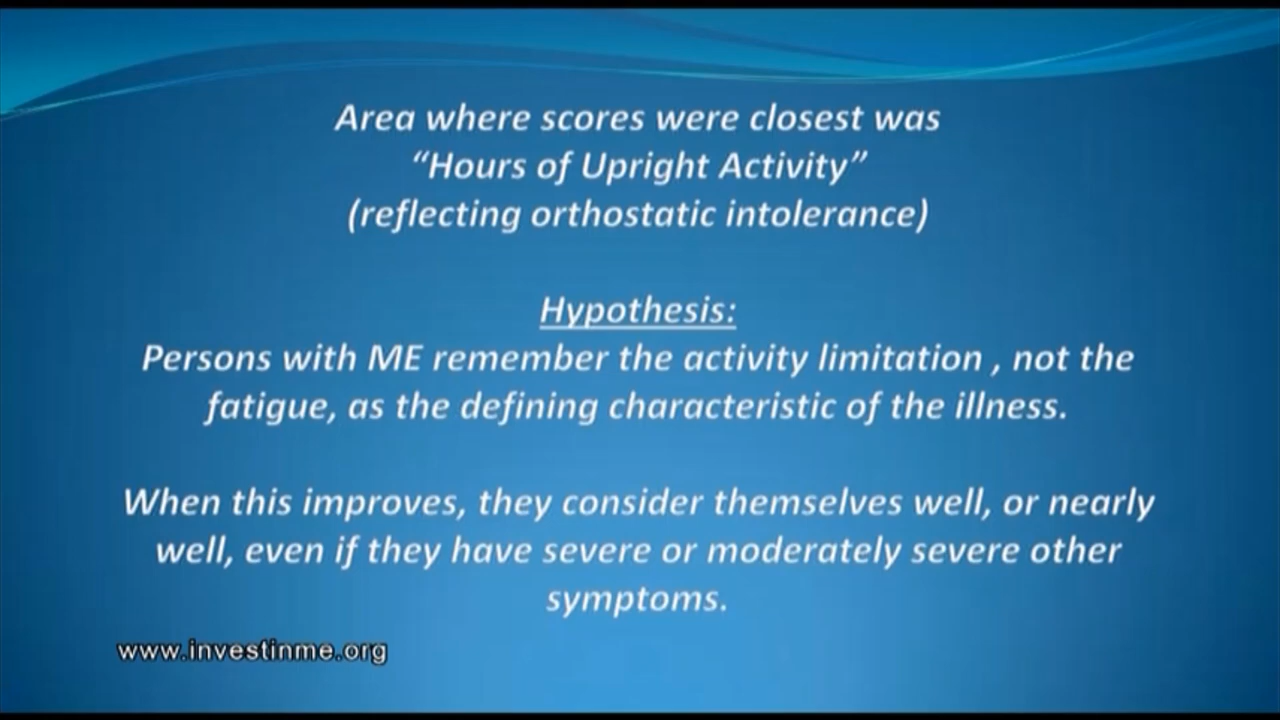 Area where scores were closest was
“Hours of Upright Activity”
(reflecting orthostatic intolerance)
Hypothesis:
Persons with ME remember the activity limitation , not the
fatigue, as the defining characteristic of the illness.
When this improves, they consider themselves well, or nearly
well, even if they have severe or moderately severe other
symptoms.
www.investinme.org